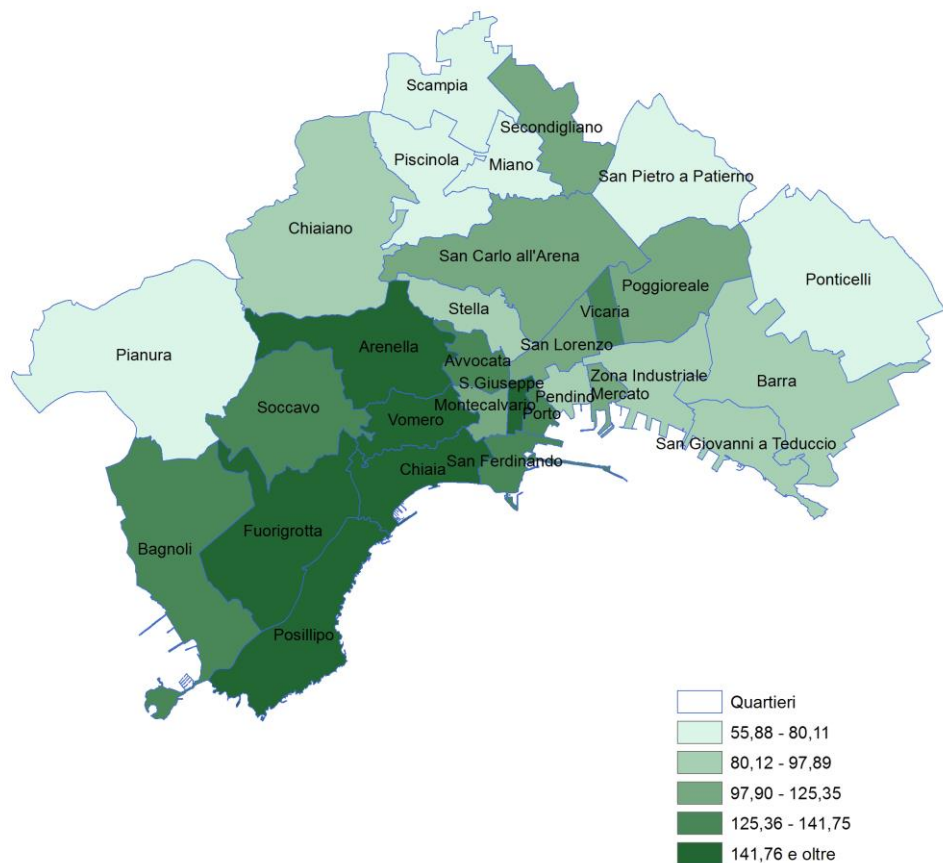 Scampia
Secondigliano
Piscinola
Miano
San Pietro a Patierno
Chiaiano
San Carlo all'Arena
Poggioreale
Ponticelli
Stella
Vicaria
Pianura
Arenella
San Lorenzo
Avvocata
Zona Industriale
Barra
S.Giuseppe
Soccavo
Montecalvario
Pendino
Mercato
Vomero
Porto
San Giovanni a Teduccio
Chiaia
San Ferdinando
Fuorigrotta
Bagnoli
Posillipo
Quartieri
55,88 - 80,11
80,12 - 97,89
97,90 - 125,35
125,36 - 141,75
141,76 e oltre